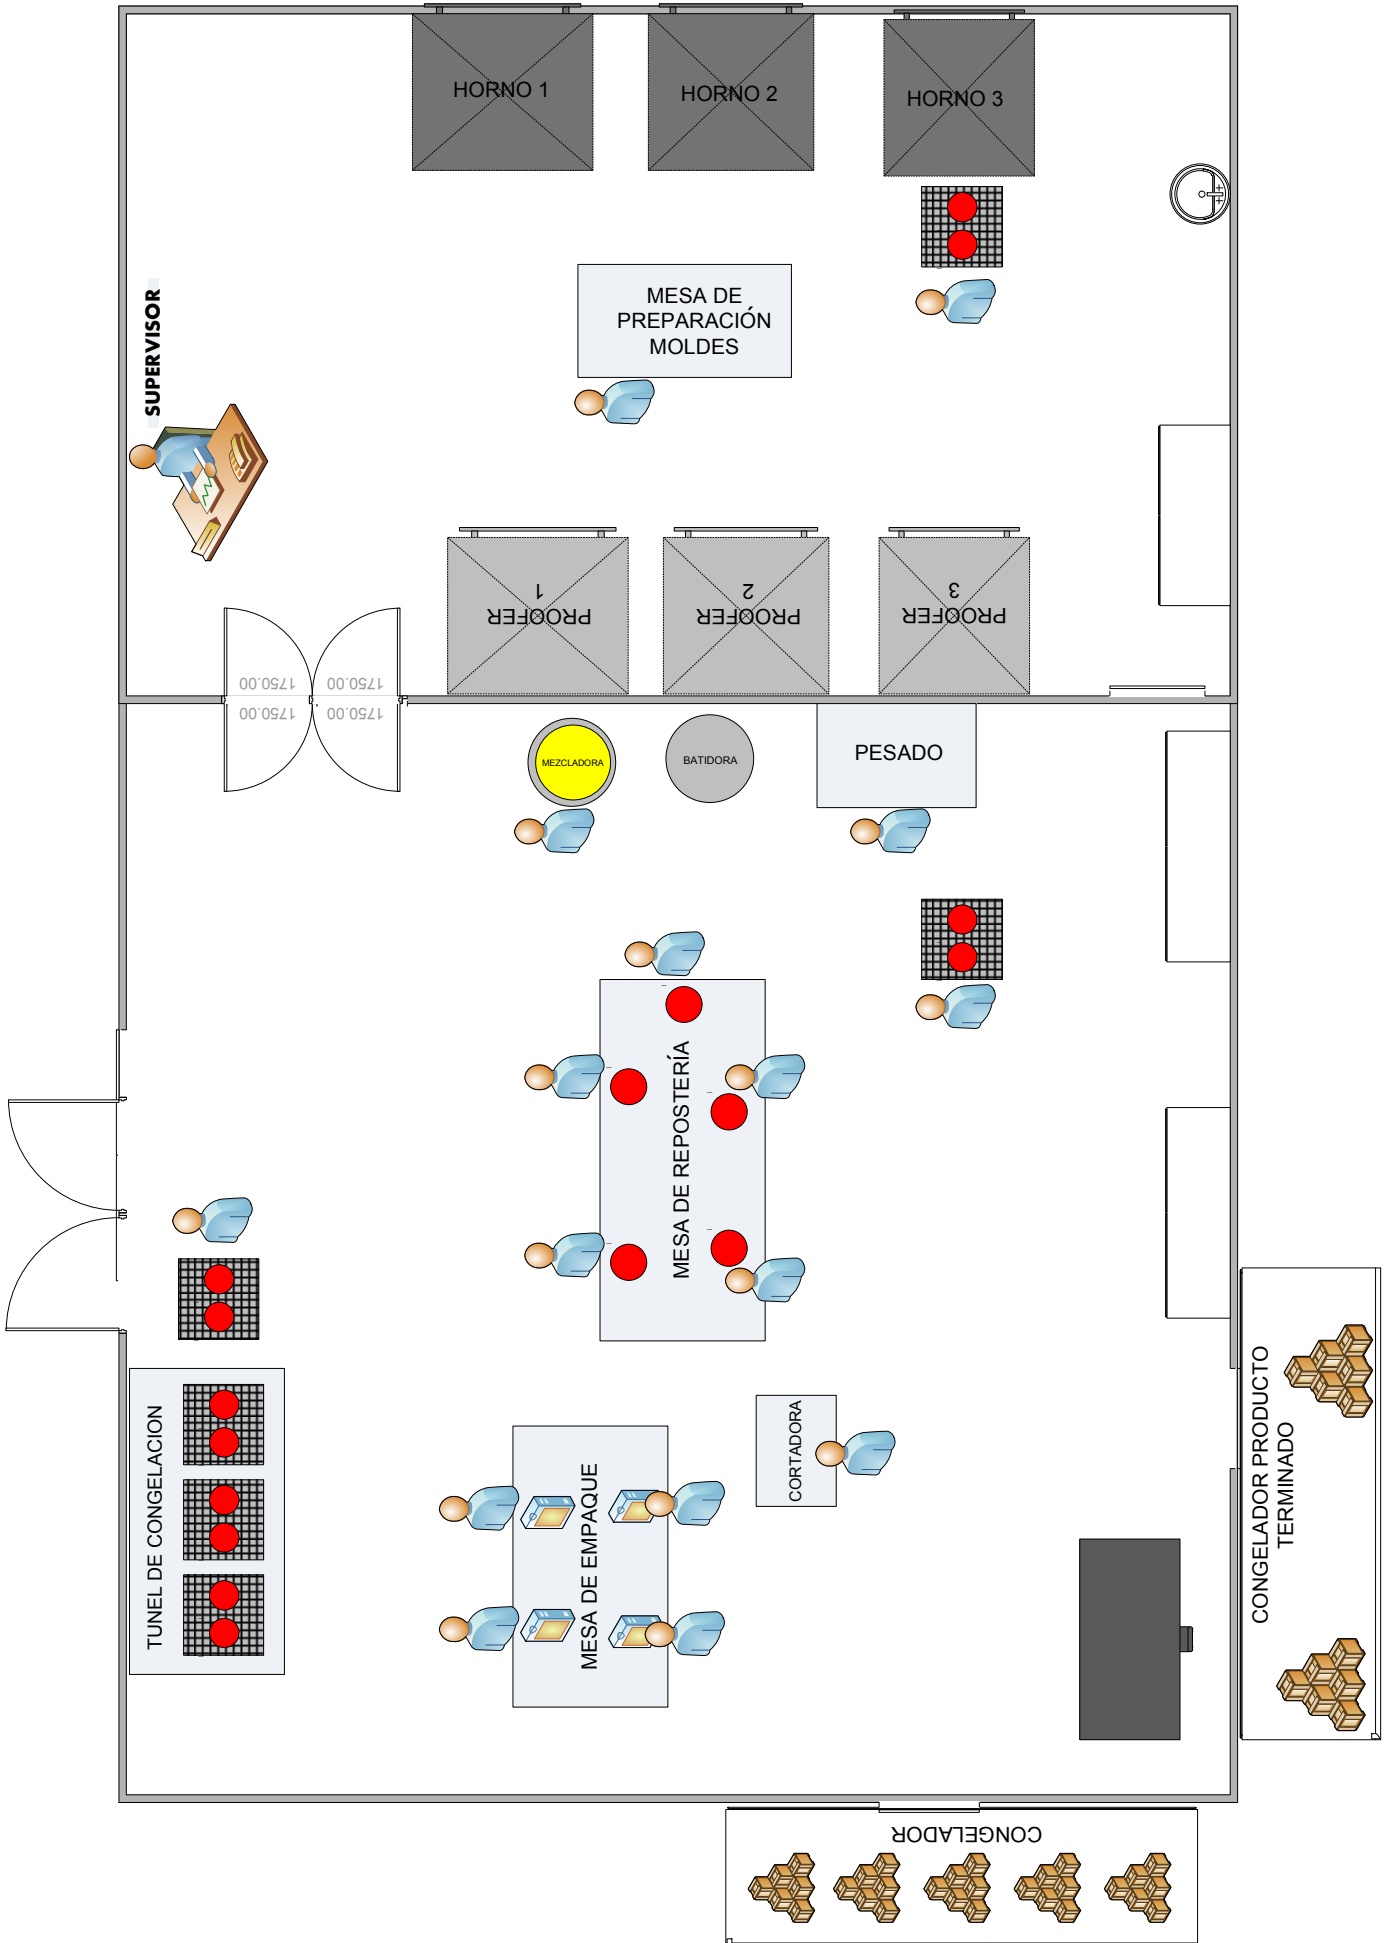 HORNO 1
HORNO 2
HORNO 3
SUPERVISOR
MESA DE
PREPARACIÓN
MOLDES
PROOFER
1
PROOFER
2
PROOFER
3
1750.00
1750.00
1750.00
1750.00
MEZCLADORA
BATIDORA
PESADO
MESA DE REPOSTERÍA
TUNEL DE CONGELACION
MESA DE EMPAQUE
CORTADORA
CONGELADOR PRODUCTO
TERMINADO
CONGELADOR